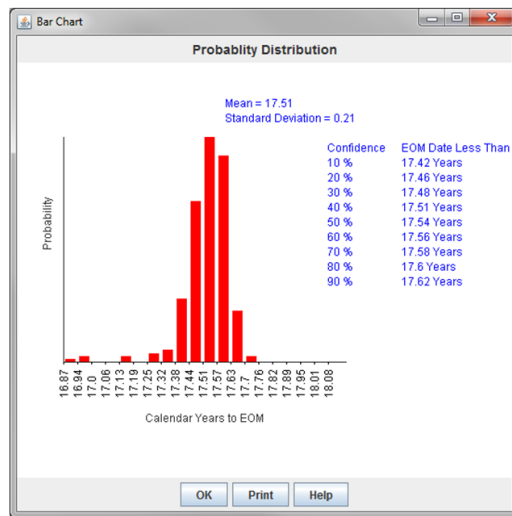 Bar Chart
Probablity Distribution
Mean = 17.51
Standard Deviation = 0.21
Confidence EOM Date Less Than
10 % 17.42 Years
20 % 17.46 Years
30 % 17.48 Years
40 % 17.51 Years
50 % 17.54 Years
60 % 17.56 Years
70 % 17.58 Years
80 % 17.6 Years
90 % 17.62 Years
Probability
16.87 16.94 17.0 17.06 17.13 17.19 17.25 17.32 17.38 17.44 17.51 17.57 17.63 17.7 17.76 17.82 17.89 17.95 18.01 18.08
Calendar Years to EOM
OK Print Help